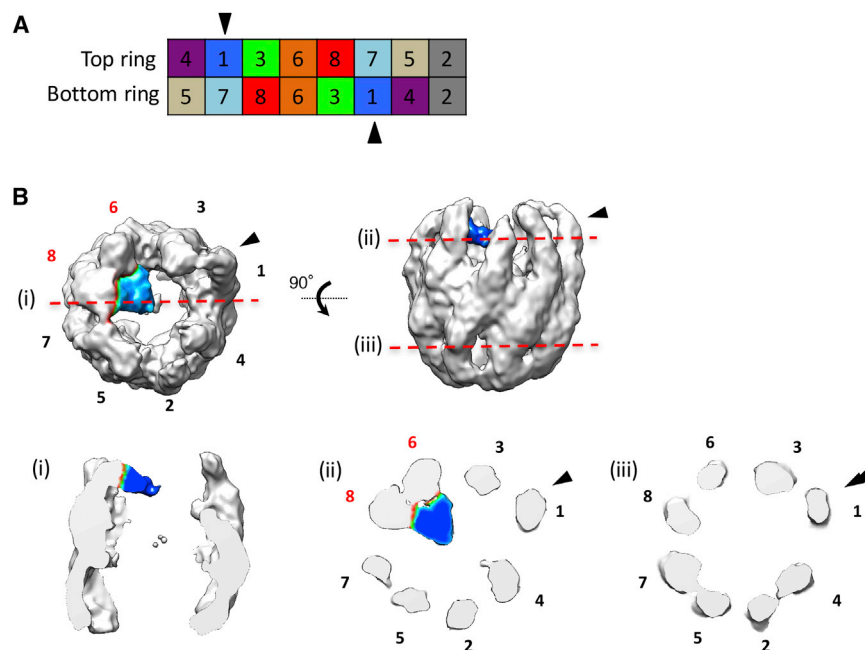 A
Top ring 4 1 3 6 8 7 5 2
Bottom ring 5 7 8 6 3 1 4 2
B
6 3
8 1
(i)
7 4
5 2
90°
(ii)
(iii)
(i)
(ii) 6 3
8 1
7 4
5 2
(iii) 6 3
8 1
7 4
5 2